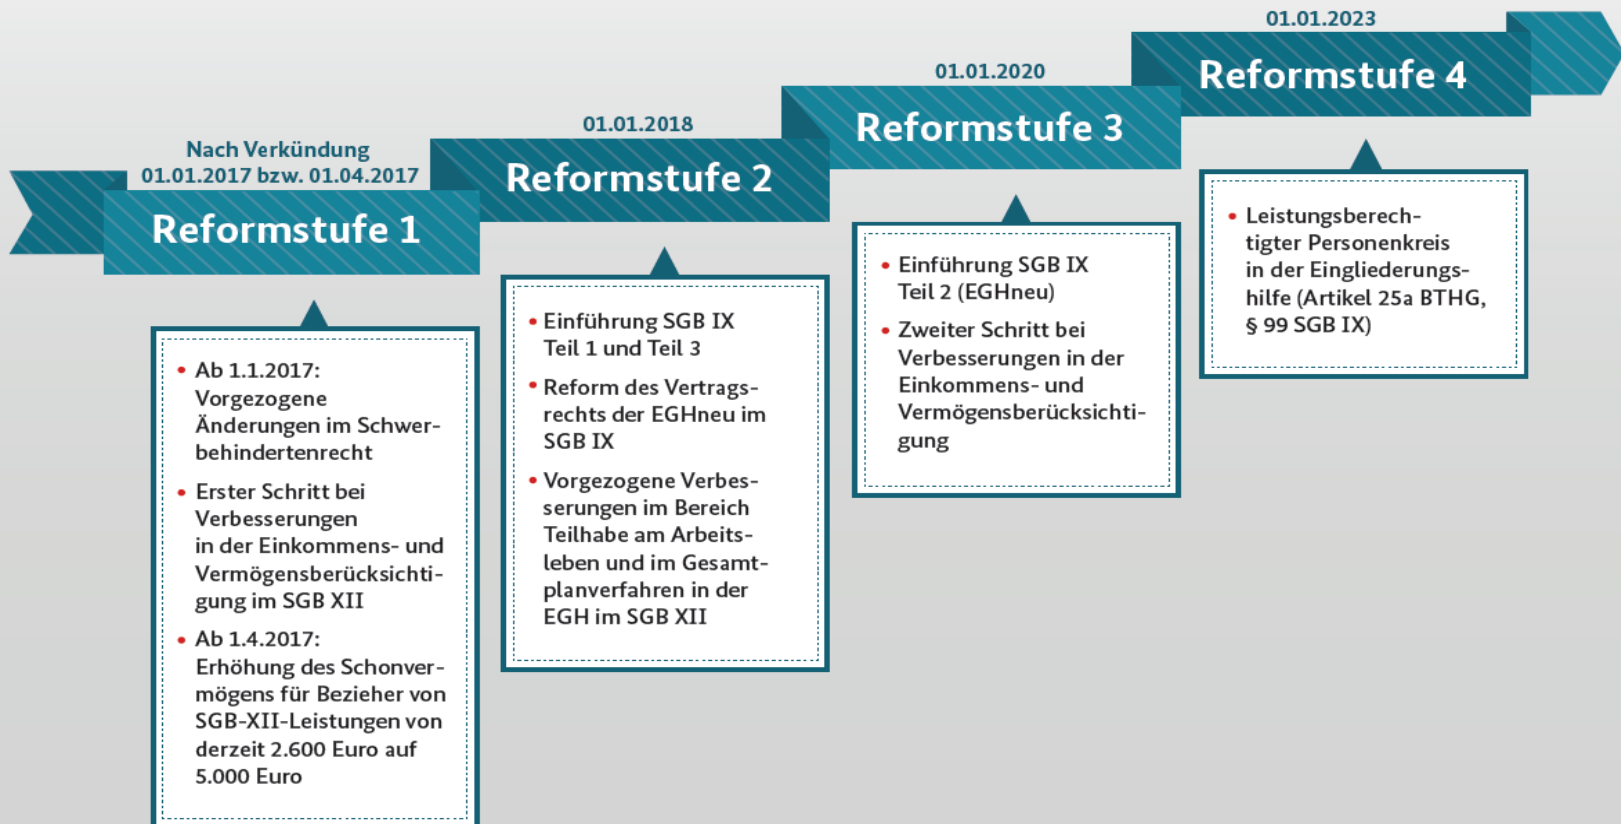 Nach Verkündung
01.01.2017 bzw. 01.04.2017
Reformstufe 1
• Ab 1.1.2017:
Vorgezogene
Änderungen im Schwer-
behindertenrecht
• Erster Schritt bei
Verbesserungen
in der Einkommens- und
Vermögensberücksichti-
gung im SGB XII
• Ab 1.4.2017:
Erhöhung des Schonver-
mögens für Bezieher von
SGB-XII-Leistungen von
derzeit 2.600 Euro auf
5.000 Euro
01.01.2018
Reformstufe 2
• Einführung SGB IX
Teil 1 und Teil 3
• Reform des Vertrags-
rechts der EGHneu im
SGB IX
• Vorgezogene Verbes-
serungen im Bereich
Teilhabe am Arbeits-
leben und im Gesamt-
planverfahren in der
EGH im SGB XII
01.01.2020
Reformstufe 3
• Einführung SGB IX
Teil 2 (EGHneu)
• Zweiter Schritt bei
Verbesserungen in der
Einkommens- und
Vermögensberücksichti-
gung
01.01.2023
Reformstufe 4
• Leistungsberech-
tigter Personenkreis
in der Eingliederungs-
hilfe (Artikel 25a BTHG,
§ 99 SGB IX)